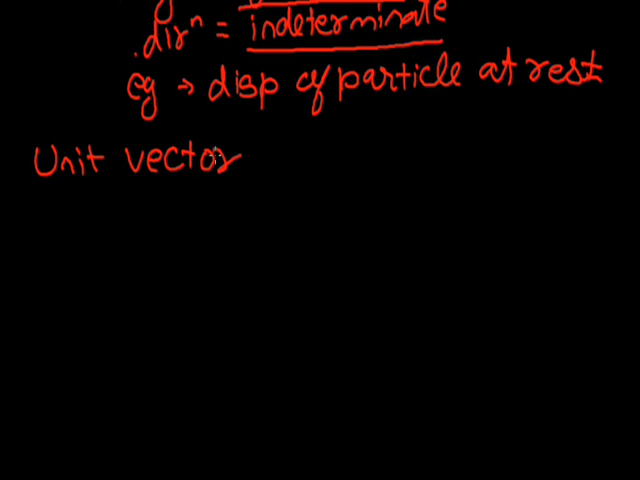 .dirⁿ = indeterminate
eg → disp of particle at rest
Unit vector